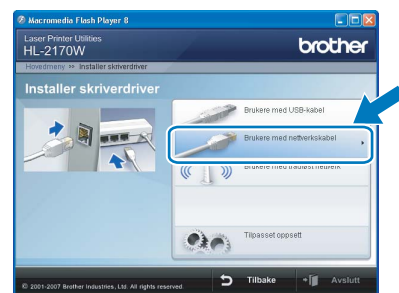 Macromedia Flash Player 8
Laser Printer Utilities
HL-2170W
brother
Hovedmeny >> Installer skriverdriver
Installer skriverdriver
Brukere med USB-kabel
Brukere med nettverkskabel
Brukere med trådløst nettverk
Tilpasset oppsett
© 2001-2007 Brother Industries, Ltd. All rights reserved.
Tilbake
Avslutt